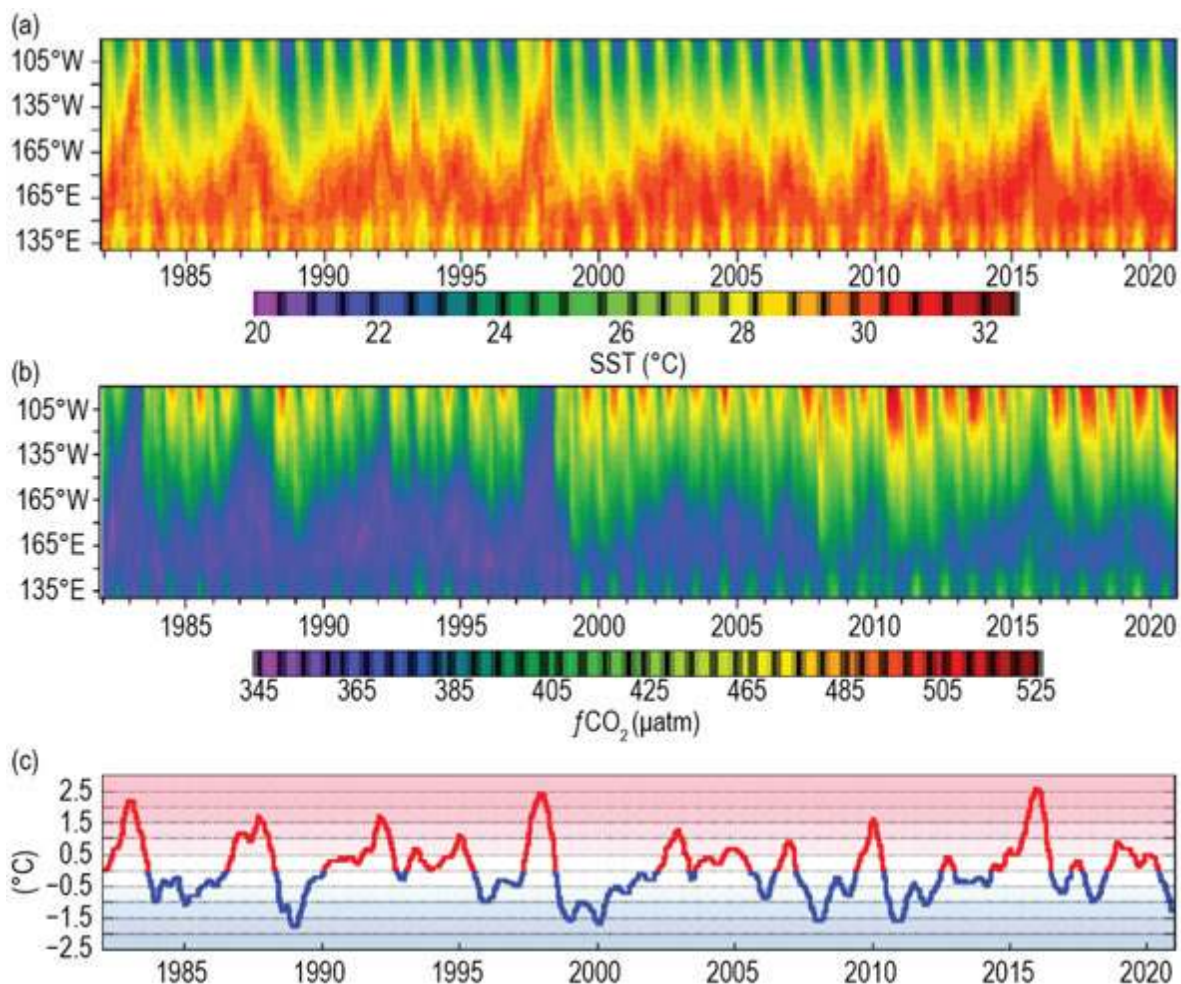 (a)
105°W
135°W
165°W
165°E
135°E
1985 1990 1995 2000 2005 2010 2015 2020
20 22 24 26 28 30 32
SST (°C)
(b)
105°W
135°W
165°W
165°E
135°E
1985 1990 1995 2000 2005 2010 2015 2020
345 365 385 405 425 445 465 485 505 525
ƒCO₂ (µatm)
(c)
2.5
1.5
0.5
−0.5
−1.5
−2.5
(°C)
1985 1990 1995 2000 2005 2010 2015 2020